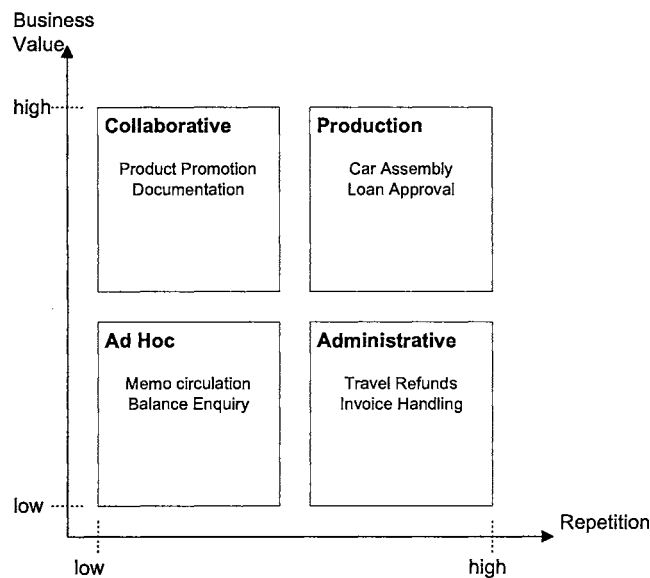 Business
Value
high
Collaborative
Product Promotion
Documentation
Production
Car Assembly
Loan Approval
Ad Hoc
Memo circulation
Balance Enquiry
Administrative
Travel Refunds
Invoice Handling
low
Repetition
low
high